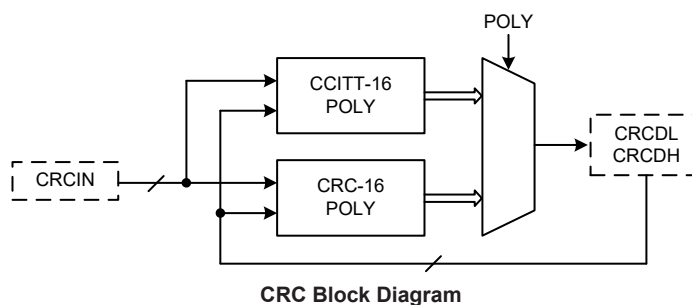 POLY
CCITT-16
POLY
CRCDL
CRCDH
CRCIN
CRC-16
POLY
CRC Block Diagram